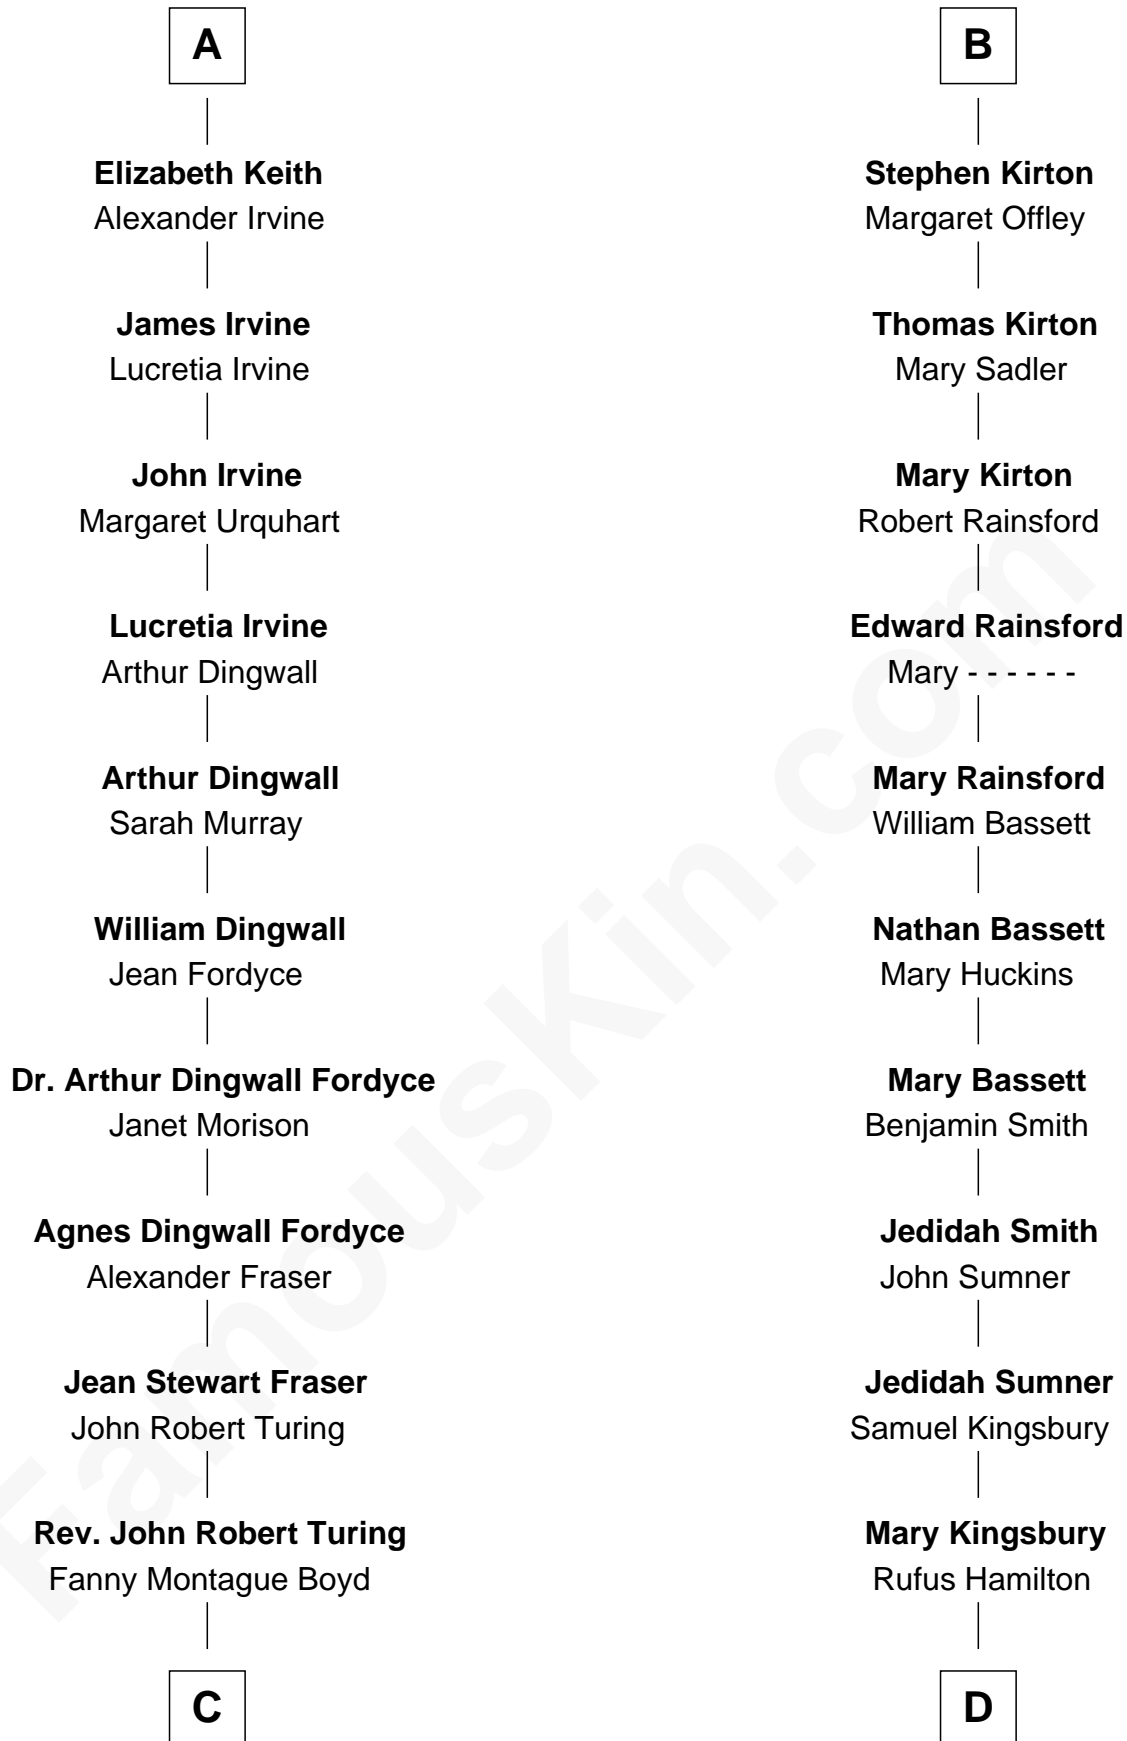 A
Elizabeth Keith
Alexander Irvine
James Irvine
Lucretia Irvine
John Irvine
Margaret Urquhart
Lucretia Irvine
Arthur Dingwall
Arthur Dingwall
Sarah Murray
William Dingwall
Jean Fordyce
Dr. Arthur Dingwall Fordyce
Janet Morison
Agnes Dingwall Fordyce
Alexander Fraser
Jean Stewart Fraser
John Robert Turing
Rev. John Robert Turing
Fanny Montague Boyd
C
B
Stephen Kirton
Margaret Offley
Thomas Kirton
Mary Sadler
Mary Kirton
Robert Rainsford
Edward Rainsford
Mary - - - - - -
Mary Rainsford
William Bassett
Nathan Bassett
Mary Huckins
Mary Bassett
Benjamin Smith
Jedidah Smith
John Sumner
Jedidah Sumner
Samuel Kingsbury
Mary Kingsbury
Rufus Hamilton
D
FamousKin.com